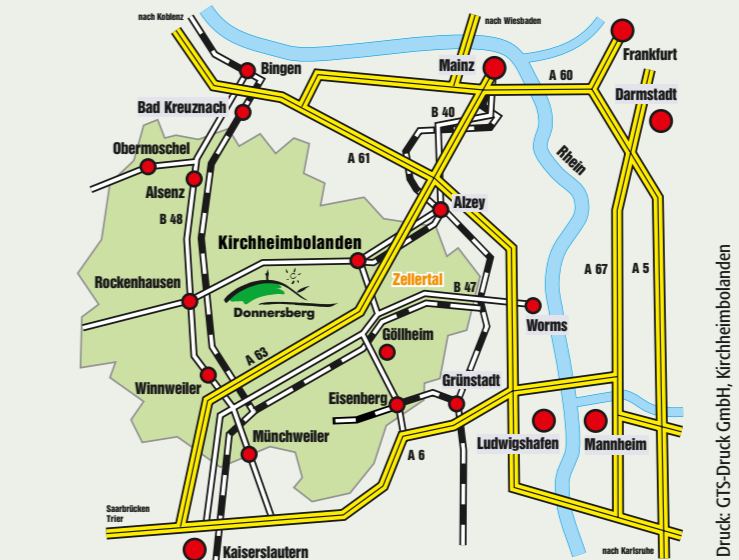 nach Koblenz
nach Wiesbaden
Frankfurt
Bingen
Mainz
A 60
Darmstadt
Bad Kreuznach
B 40
Obermoschel
A 61
Rhein
Alsenz
Alzey
B 48
Kirchheimbolanden
Zellertal
A 67
A 5
Rockenhausen
B 47
Donnersberg
Worms
Göllheim
A 63
Winnweiler
Grünstadt
Eisenberg
Münchweiler
Ludwigshafen
Mannheim
A 6
Saarbrücken
Trier
Kaiserslautern
nach Karlsruhe
Druck: GTS-Druck GmbH, Kirchheimbolanden